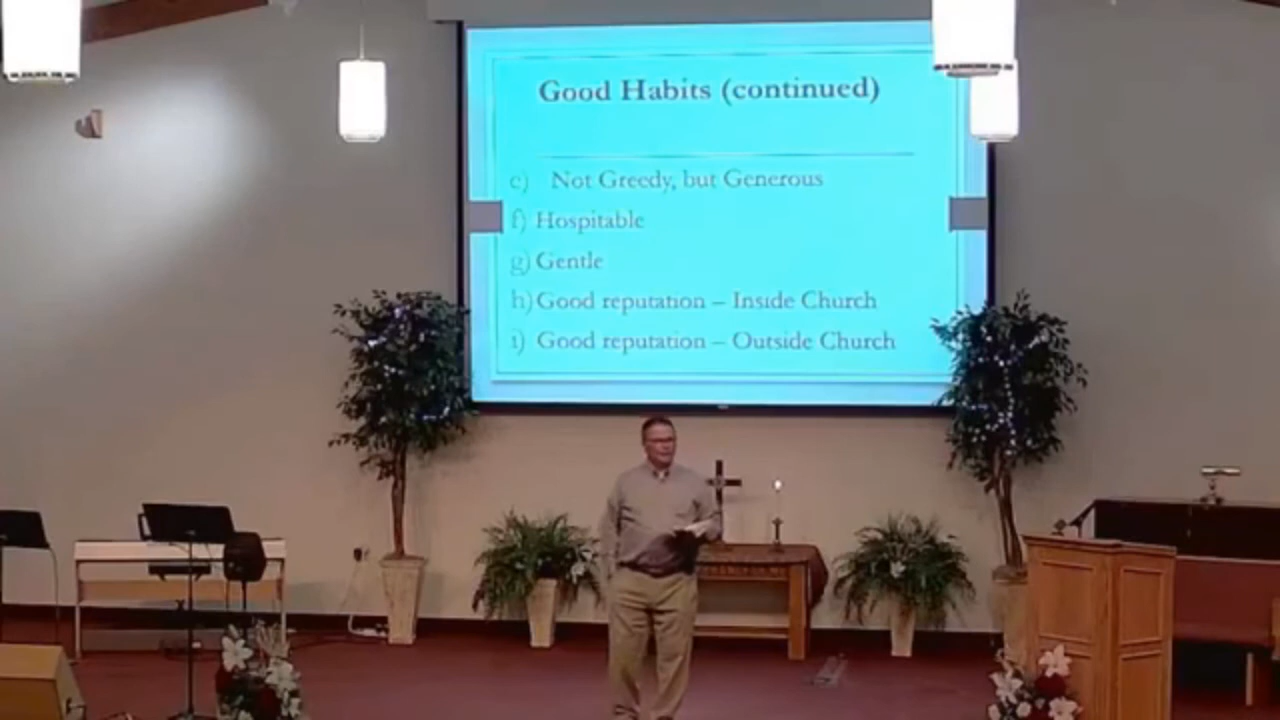 Good Habits (continued)
e) Not Greedy, but Generous
f) Hospitable
g) Gentle
h) Good reputation – Inside Church
i) Good reputation – Outside Church